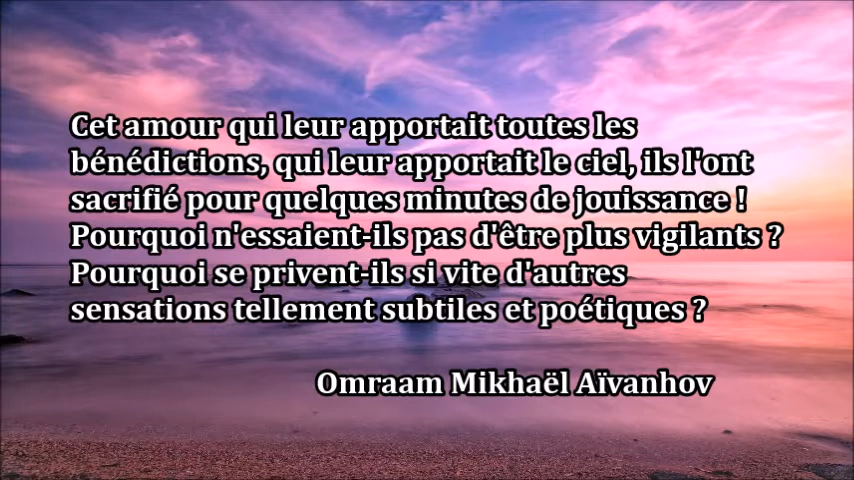 Cet amour qui leur apportait toutes les
bénédictions, qui leur apportait le ciel, ils l'ont
sacrifié pour quelques minutes de jouissance !
Pourquoi n'essaient-ils pas d'être plus vigilants ?
Pourquoi se privent-ils si vite d'autres
sensations tellement subtiles et poétiques ?
Omraam Mikhaël Aïvanhov